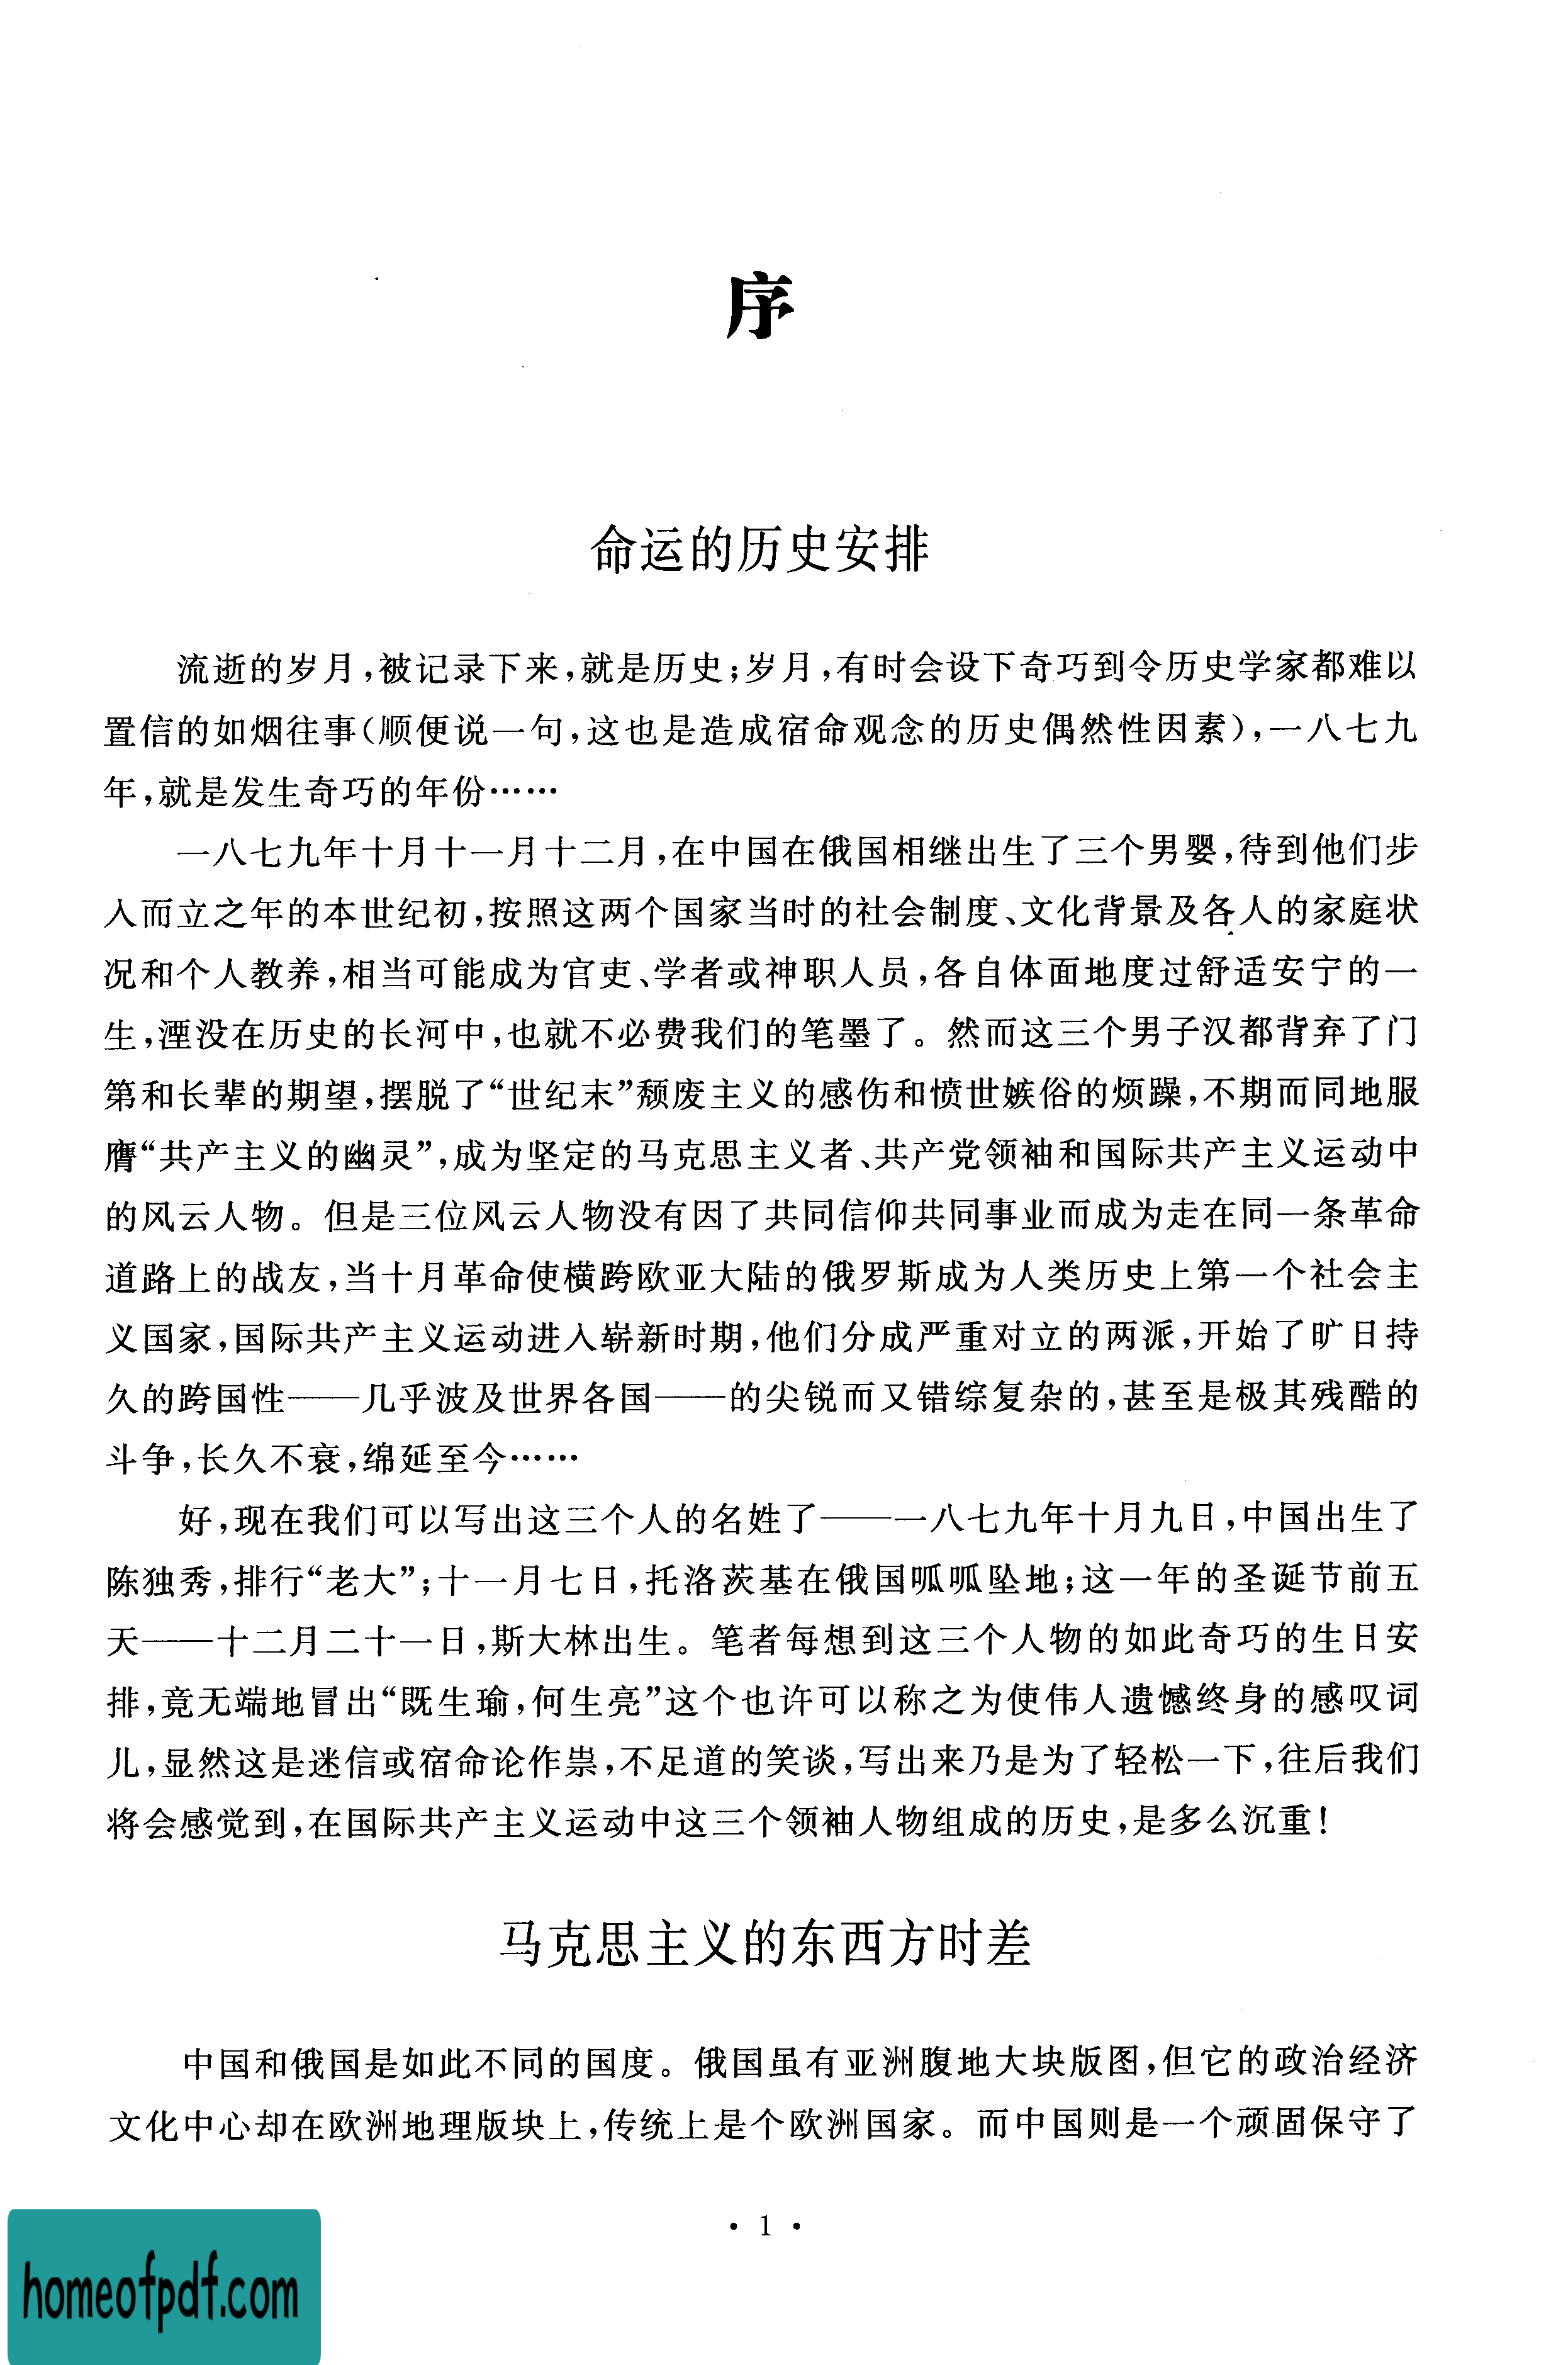 序
命运的历史安排
流逝的岁月,被记录下来,就是历史;岁月,有时会设下奇巧到令历史学家都难以
置信的如烟往事(顺便说一句,这也是造成宿命观念的历史偶然性因素),一八七九
年,就是发生奇巧的年份……
一八七九年十月十一月十二月,在中国在俄国相继出生了三个男婴,待到他们步
入而立之年的本世纪初,按照这两个国家当时的社会制度、文化背景及各人的家庭状
况和个人教养,相当可能成为官吏、学者或神职人员,各自体面地度过舒适安宁的一
生,湮没在历史的长河中,也就不必费我们的笔墨了。然而这三个男子汉都背弃了门
第和长辈的期望,摆脱了“世纪末”颓废主义的感伤和愤世嫉俗的烦躁,不期而同地服
膺“共产主义的幽灵”,成为坚定的马克思主义者、共产党领袖和国际共产主义运动中
的风云人物。但是三位风云人物没有因了共同信仰共同事业而成为走在同一条革命
道路上的战友,当十月革命使横跨欧亚大陆的俄罗斯成为人类历史上第一个社会主
义国家,国际共产主义运动进入崭新时期,他们分成严重对立的两派,开始了旷日持
久的跨国性——几乎波及世界各国——的尖锐而又错综复杂的,甚至是极其残酷的
斗争,长久不衰,绵延至今……
好,现在我们可以写出这三个人的名姓了——一八七九年十月九日,中国出生了
陈独秀,排行“老大”;十一月七日,托洛茨基在俄国呱呱坠地;这一年的圣诞节前五
天——十二月二十一日,斯大林出生。笔者每想到这三个人物的如此奇巧的生日安
排,竟无端地冒出“既生瑜,何生亮”这个也许可以称之为使伟人遗憾终身的感叹词
儿,显然这是迷信或宿命论作祟,不足道的笑谈,写出来乃是为了轻松一下,往后我们
将会感觉到,在国际共产主义运动中这三个领袖人物组成的历史,是多么沉重!
马克思主义的东西方时差
中国和俄国是如此不同的国度。俄国虽有亚洲腹地大块版图,但它的政治经济
文化中心却在欧洲地理版块上,传统上是个欧洲国家。而中国则是一个顽固保守了
• 1 •
homeofpdf.com